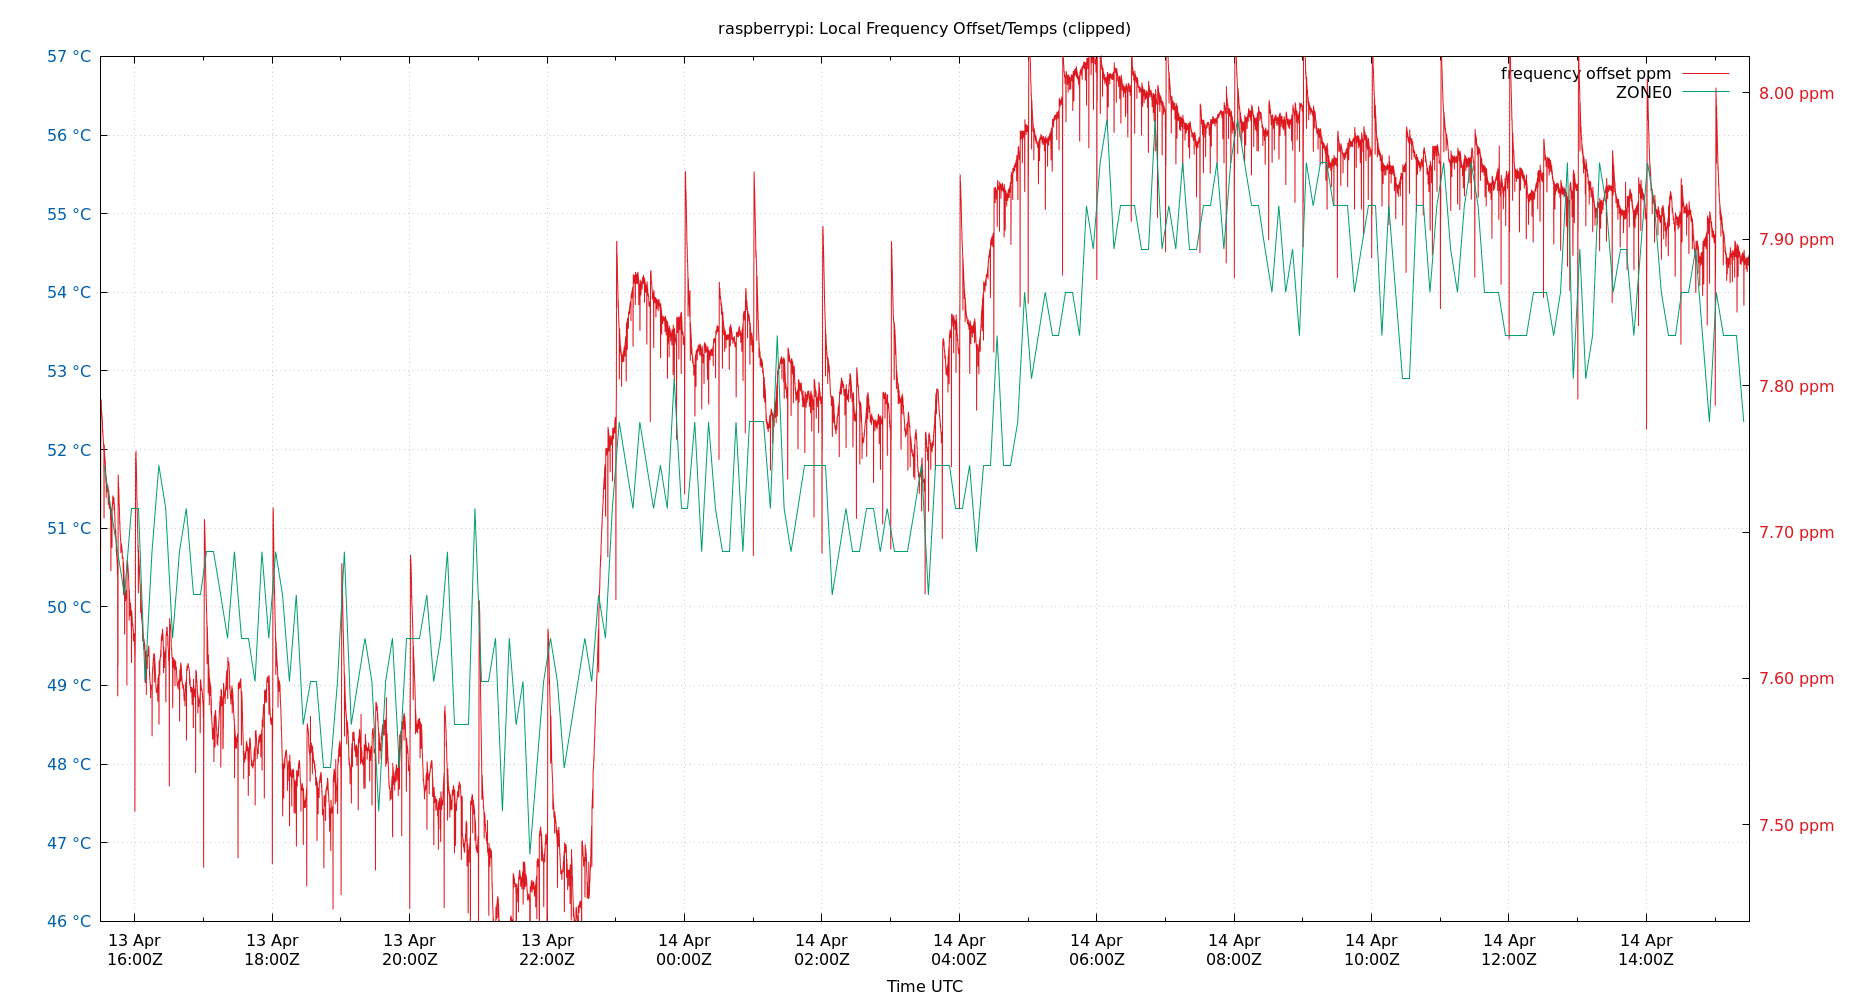 raspberrypi: Local Frequency Offset/Temps (clipped)
57 °C
56 °C
55 °C
54 °C
53 °C
52 °C
51 °C
50 °C
49 °C
48 °C
47 °C
46 °C
frequency offset ppm
ZONE0
8.00 ppm
7.90 ppm
7.80 ppm
7.70 ppm
7.60 ppm
7.50 ppm
13 Apr
16:00Z
13 Apr
18:00Z
13 Apr
20:00Z
13 Apr
22:00Z
14 Apr
00:00Z
14 Apr
02:00Z
14 Apr
04:00Z
14 Apr
06:00Z
14 Apr
08:00Z
14 Apr
10:00Z
14 Apr
12:00Z
14 Apr
14:00Z
Time UTC